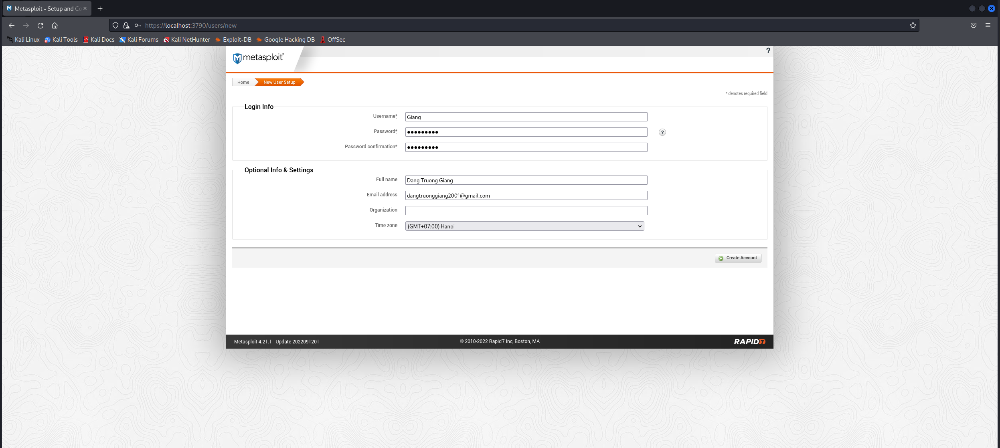 Metasploit - Setup and Co
https://localhost:3790/users/new
Kali Linux Kali Tools Kali Docs Kali Forums Kali NetHunter Exploit-DB Google Hacking DB OffSec
metasploit®
?
Home New User Setup
* denotes required field
Login Info
Username* Giang
Password* ●●●●●●●●●
?
Password confirmation* ●●●●●●●●●
Optional Info & Settings
Full name Dang Truong Giang
Email address dangtruonggiang2001@gmail.com
Organization
Time zone (GMT+07:00) Hanoi
Create Account
Metasploit 4.21.1 - Update 2022091201 © 2010-2022 Rapid7 Inc, Boston, MA RAPID7